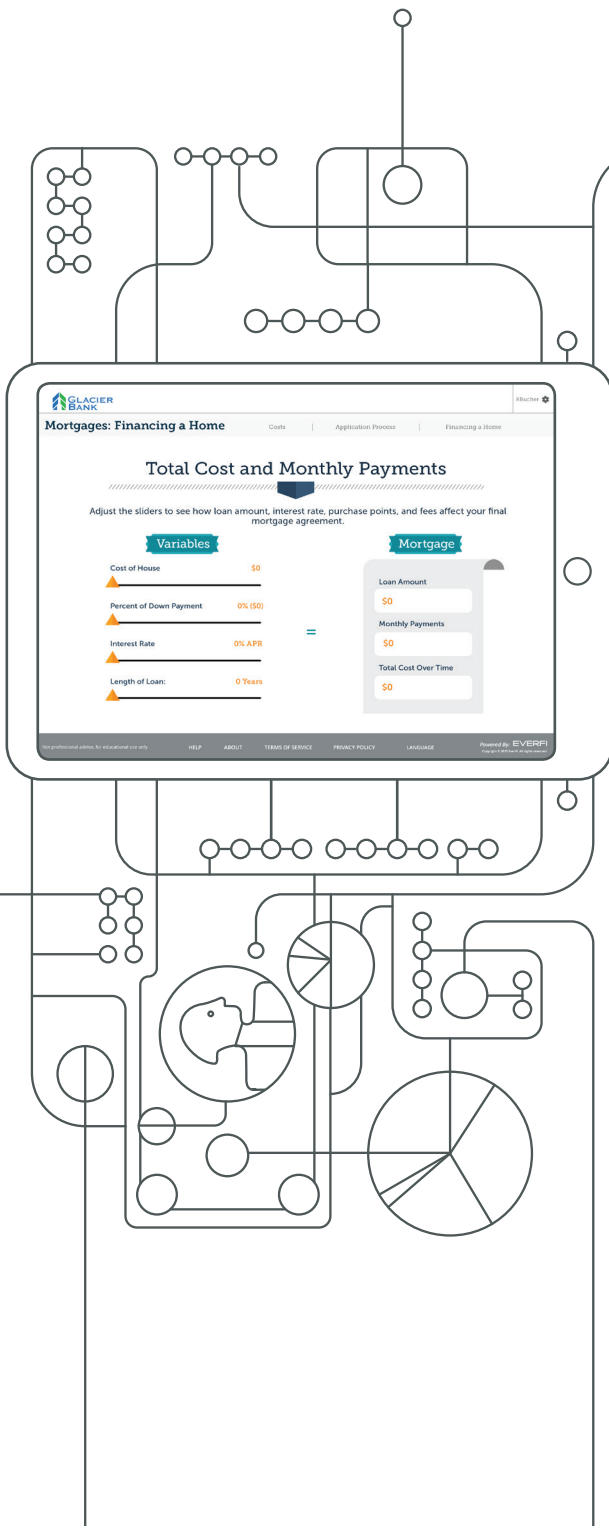 GLACIER
BANK
KBucher
Mortgages: Financing a Home
Costs | Application Process | Financing a Home
Total Cost and Monthly Payments
Adjust the sliders to see how loan amount, interest rate, purchase points, and fees affect your final
mortgage agreement.
Variables
Cost of House $0
Percent of Down Payment 0% ($0)
Interest Rate 0% APR
Length of Loan: 0 Years
=
Mortgage
Loan Amount
$0
Monthly Payments
$0
Total Cost Over Time
$0
Not professional advice, for educational use only
HELP ABOUT TERMS OF SERVICE PRIVACY POLICY LANGUAGE
Powered By: EVERFI